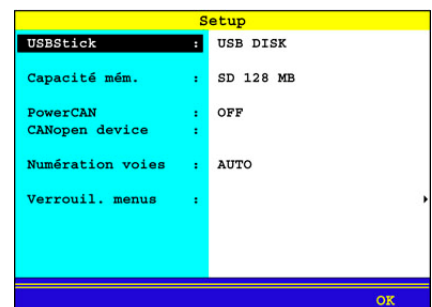 Setup
USBStick : USB DISK
Capacité mém. : SD 128 MB
PowerCAN : OFF
CANopen device :
Numération voies : AUTO
Verrouil. menus :
OK